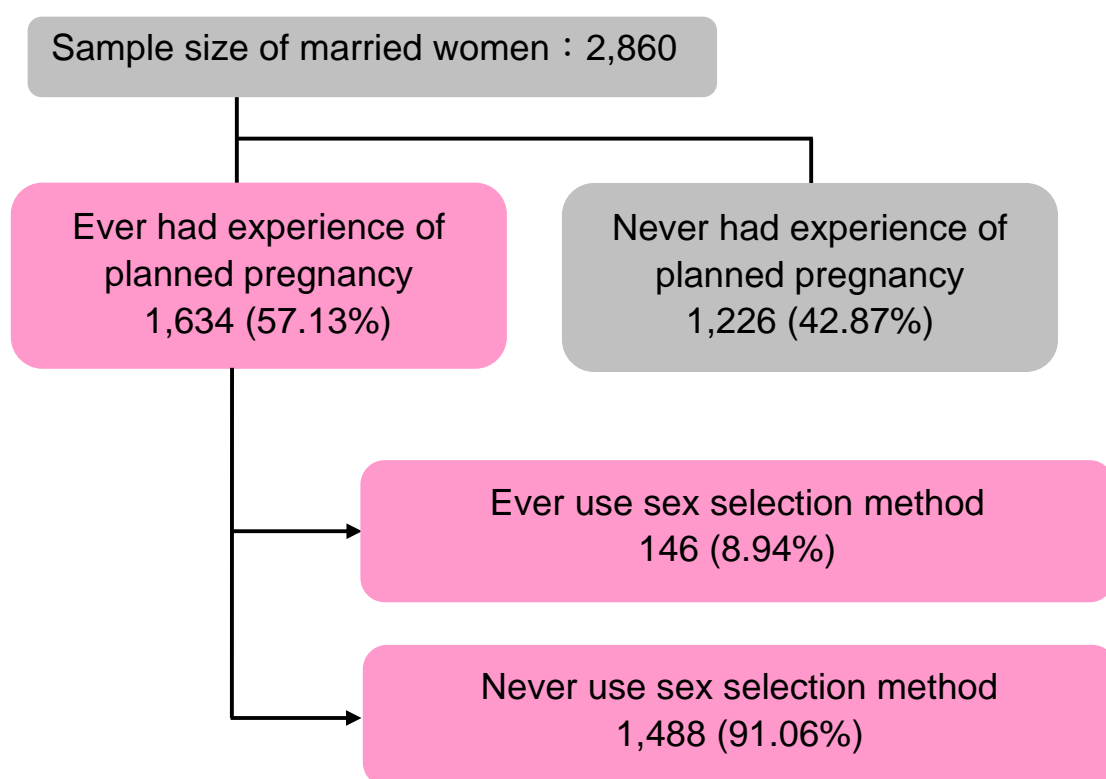 Sample size of married women：2,860
Ever had experience of
planned pregnancy
1,634 (57.13%)
Never had experience of
planned pregnancy
1,226 (42.87%)
Ever use sex selection method
146 (8.94%)
Never use sex selection method
1,488 (91.06%)